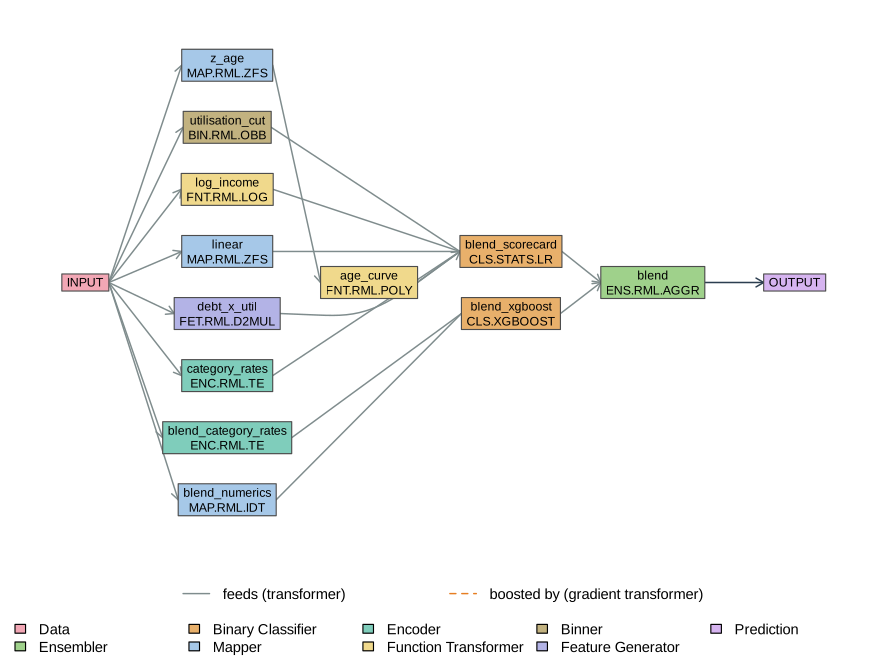 z_age
MAP.RML.ZFS
utilisation_cut
BIN.RML.OBB
log_income
FNT.RML.LOG
linear
MAP.RML.ZFS
blend_scorecard
CLS.STATS.LR
INPUT
age_curve
FNT.RML.POLY
blend
ENS.RML.AGGR
OUTPUT
debt_x_util
FET.RML.D2MUL
blend_xgboost
CLS.XGBOOST
category_rates
ENC.RML.TE
blend_category_rates
ENC.RML.TE
blend_numerics
MAP.RML.IDT
feeds (transformer)
boosted by (gradient transformer)
Data
Binary Classifier
Encoder
Binner
Prediction
Ensembler
Mapper
Function Transformer
Feature Generator